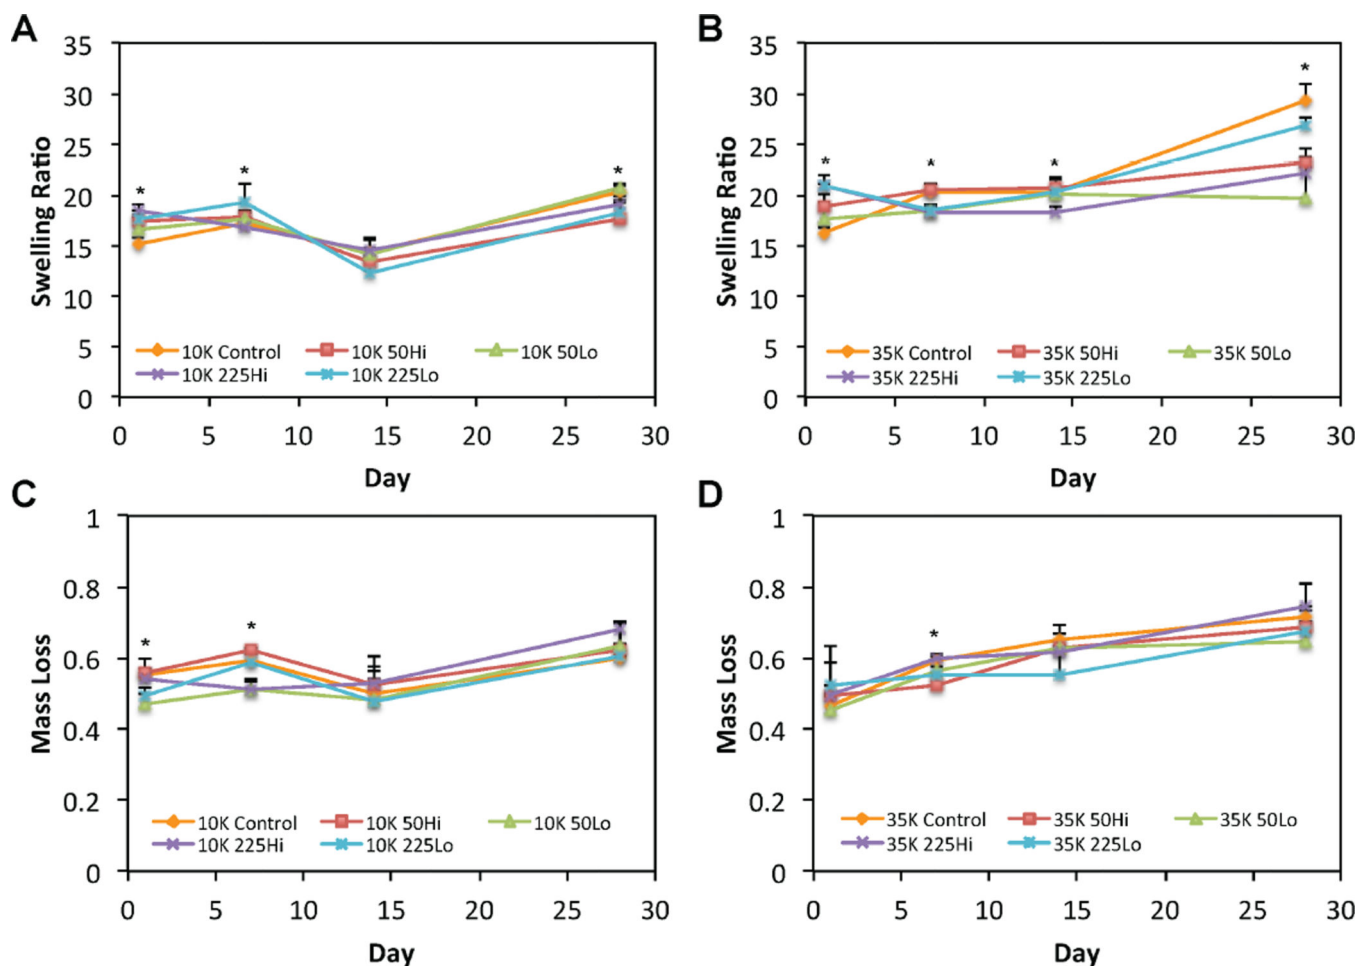 A
35
30
25
20
15
10
5
0
Swelling Ratio
*
*
*
10K Control
10K 50Hi
10K 50Lo
10K 225Hi
10K 225Lo
0 5 10 15 20 25 30
Day
B
35
30
25
20
15
10
5
0
Swelling Ratio
*
*
*
*
35K Control
35K 50Hi
35K 50Lo
35K 225Hi
35K 225Lo
0 5 10 15 20 25 30
Day
C
1
0.8
0.6
0.4
0.2
0
Mass Loss
*
*
10K Control
10K 50Hi
10K 50Lo
10K 225Hi
10K 225Lo
0 5 10 15 20 25 30
Day
D
1
0.8
0.6
0.4
0.2
0
Mass Loss
*
35K Control
35K 50Hi
35K 50Lo
35K 225Hi
35K 225Lo
0 5 10 15 20 25 30
Day